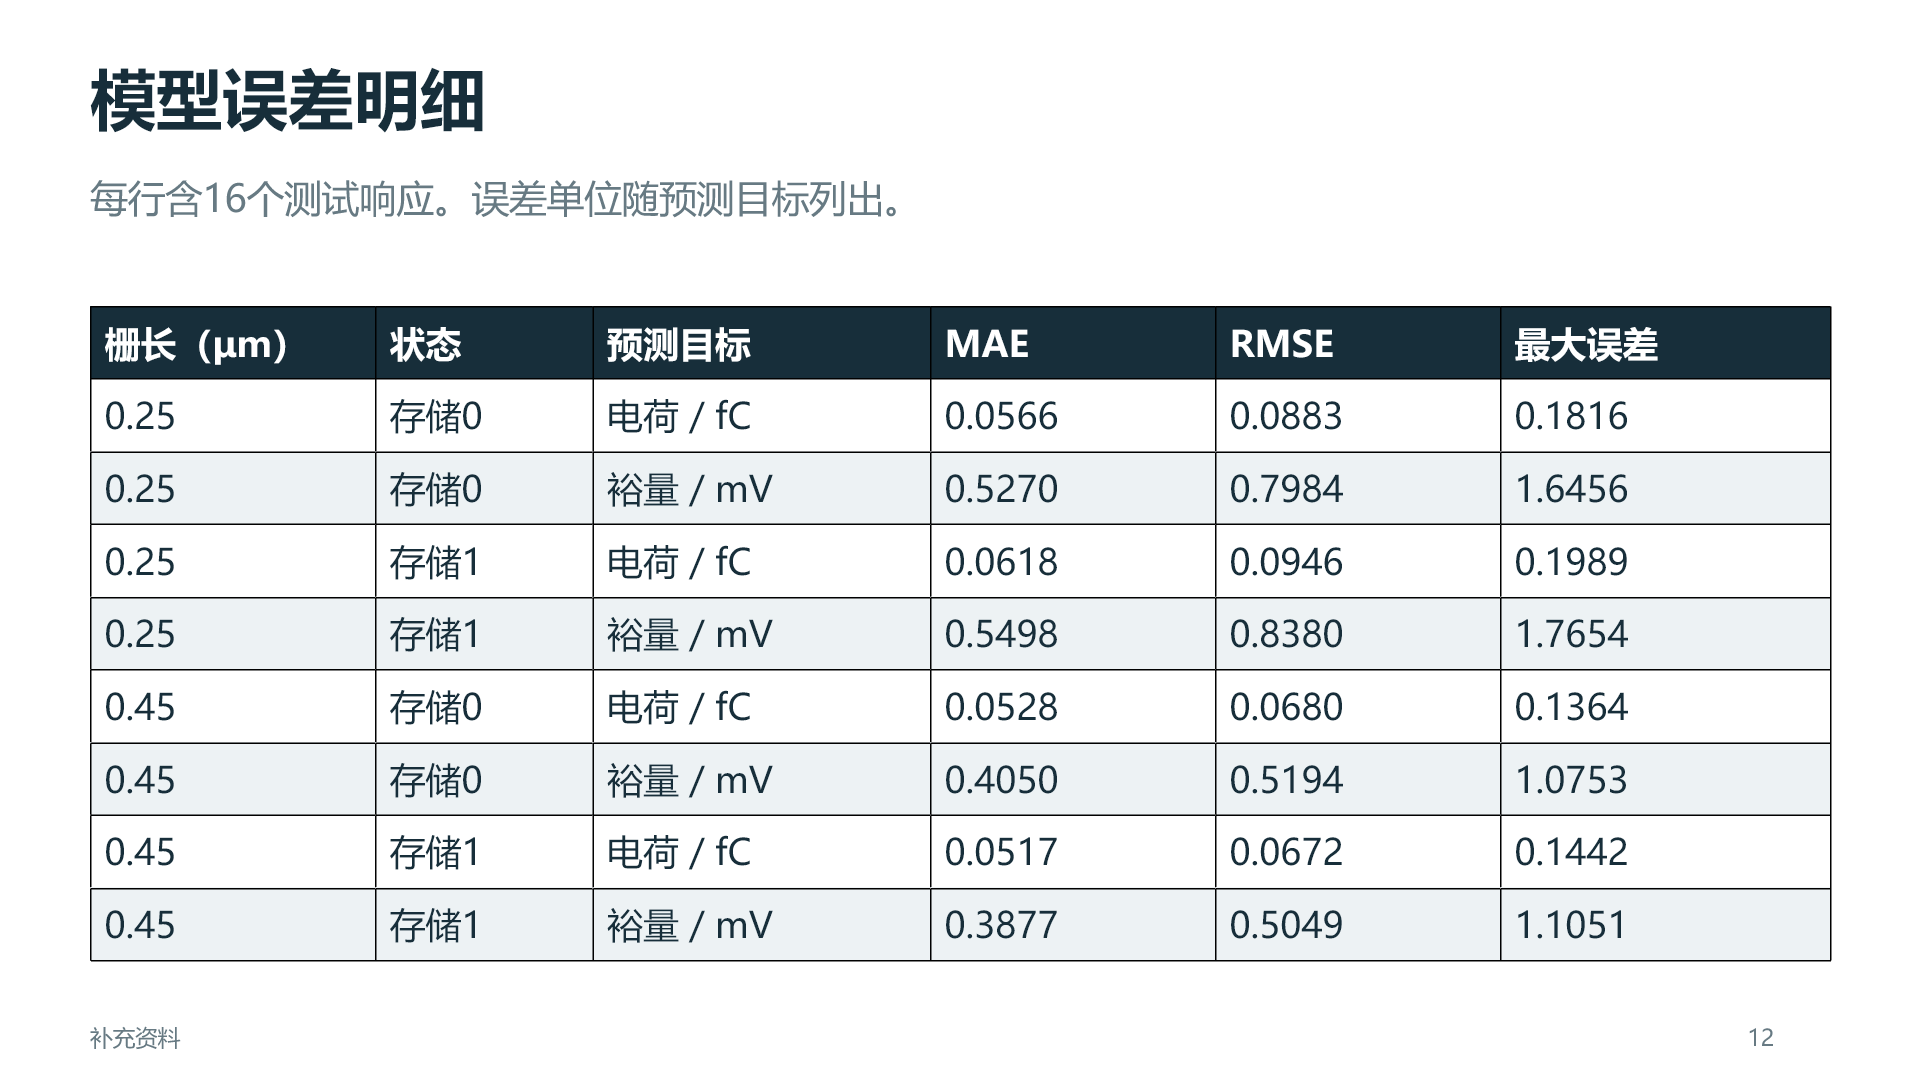 模型误差明细
每行含16个测试响应。误差单位随预测目标列出。
栅长（μm） 状态 预测目标 MAE RMSE 最大误差
0.25 存储0 电荷 / fC 0.0566 0.0883 0.1816
0.25 存储0 裕量 / mV 0.5270 0.7984 1.6456
0.25 存储1 电荷 / fC 0.0618 0.0946 0.1989
0.25 存储1 裕量 / mV 0.5498 0.8380 1.7654
0.45 存储0 电荷 / fC 0.0528 0.0680 0.1364
0.45 存储0 裕量 / mV 0.4050 0.5194 1.0753
0.45 存储1 电荷 / fC 0.0517 0.0672 0.1442
0.45 存储1 裕量 / mV 0.3877 0.5049 1.1051
补充资料
12